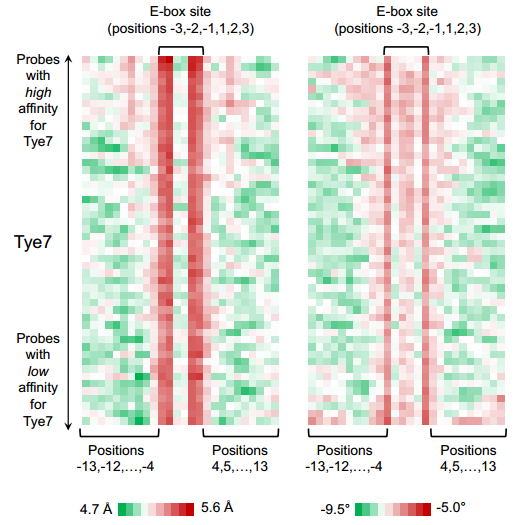 E-box site
(positions -3,-2,-1,1,2,3)
E-box site
(positions -3,-2,-1,1,2,3)
Probes
with
high
affinity
for
Tye7
Tye7
Probes
with
low
affinity
for
Tye7
Positions
-13,-12,…,-4
Positions
4,5,…,13
Positions
-13,-12,…,-4
Positions
4,5,…,13
4.7 Å
5.6 Å
-9.5°
-5.0°